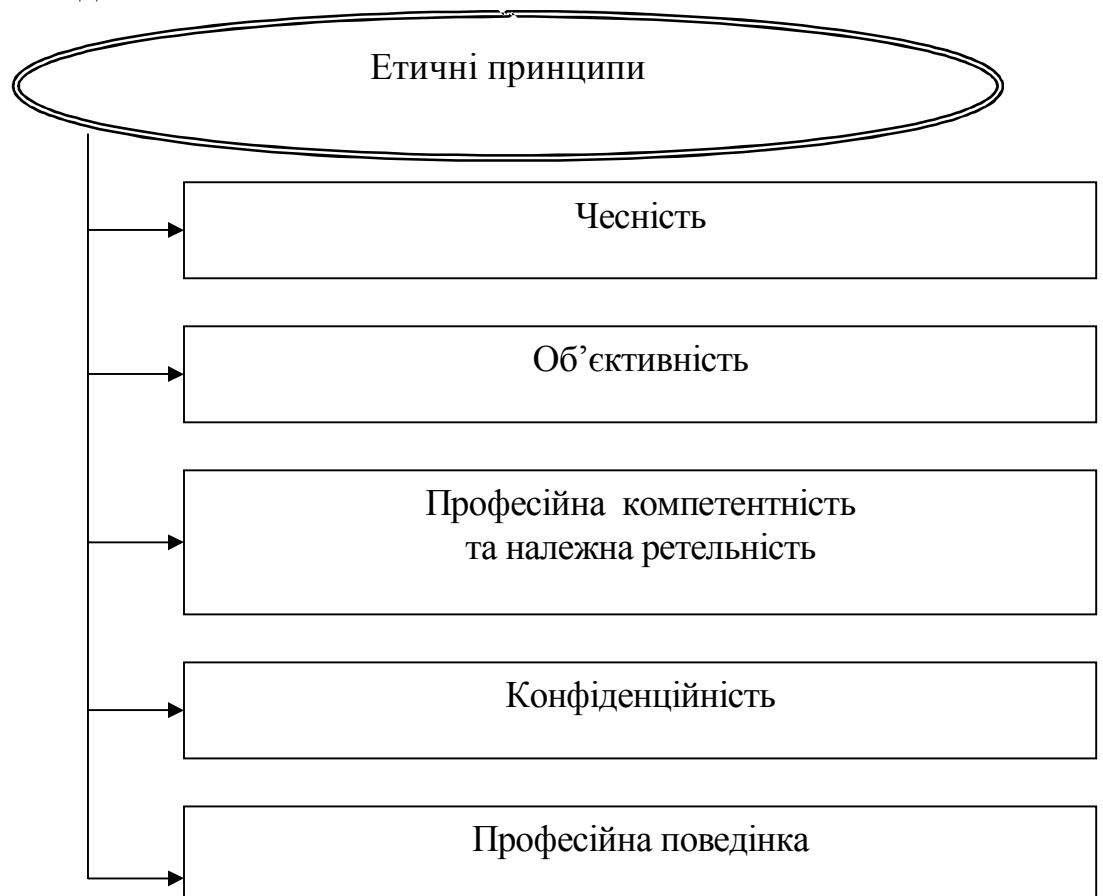 Етичні принципи
Чесність
Об’єктивність
Професійна компетентність
та належна ретельність
Конфіденційність
Професійна поведінка